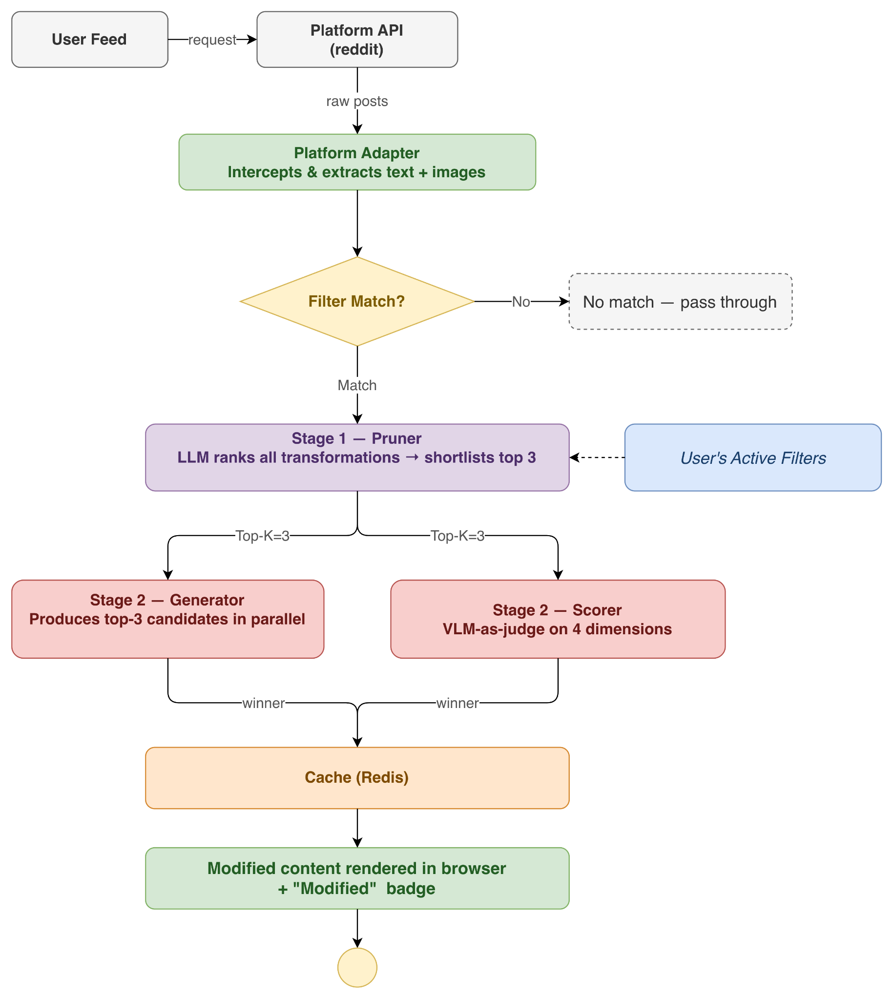 User Feed
request
Platform API
(reddit)
raw posts
Platform Adapter
Intercepts & extracts text + images
Filter Match?
No
No match — pass through
Match
Stage 1 — Pruner
LLM ranks all transformations → shortlists top 3
User's Active Filters
Top-K=3
Top-K=3
Stage 2 — Generator
Produces top-3 candidates in parallel
Stage 2 — Scorer
VLM-as-judge on 4 dimensions
winner
winner
Cache (Redis)
Modified content rendered in browser
+ "Modified" badge